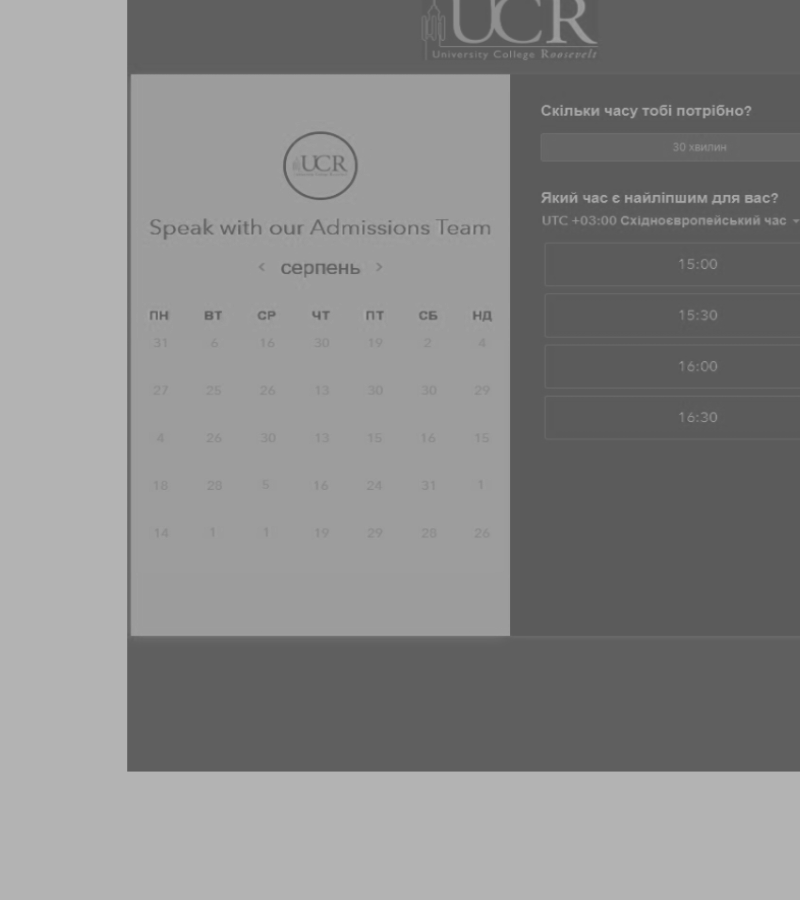 UCR
University College Roosevelt
UCR
Speak with our Admissions Team
< серпень >
ПН ВТ СР ЧТ ПТ СБ НД
31 6 16 30 19 2 4
27 25 26 13 30 30 29
4 26 30 13 15 16 15
18 28 5 16 24 31 1
14 1 1 19 29 28 26
Скільки часу тобі потрібно?
30 хвилин
Який час є найліпшим для вас?
UTC +03:00 Східноєвропейський час
15:00
15:30
16:00
16:30